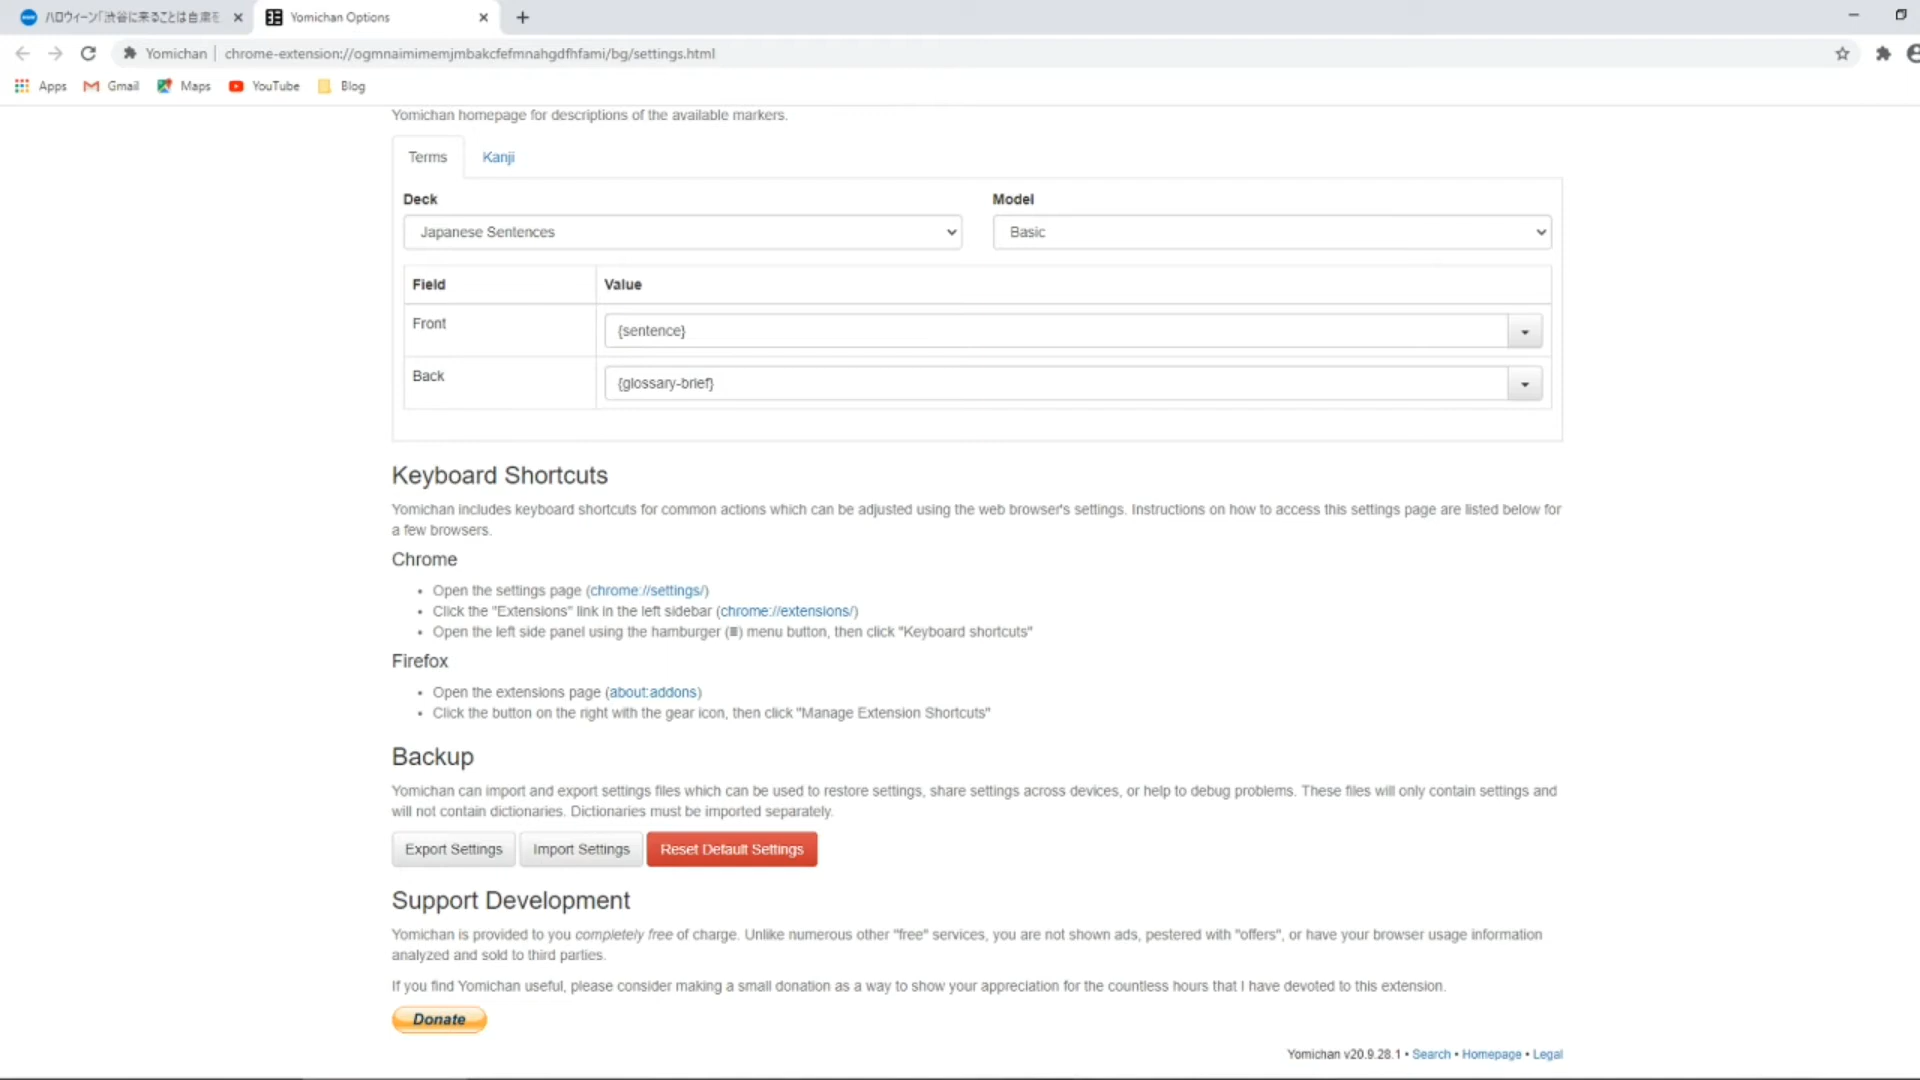 ハロウィーン「渋谷に来ることは自粛を
Yomichan Options
Yomichan
chrome-extension://ogmnaimimemjmbakcfefmnahgdfhfami/bg/settings.html
Apps
Gmail
Maps
YouTube
Blog
Yomichan homepage for descriptions of the available markers.
Terms
Kanji
Deck
Model
Japanese Sentences
Basic
Field
Value
Front
{sentence}
Back
{glossary-brief}
Keyboard Shortcuts
Yomichan includes keyboard shortcuts for common actions which can be adjusted using the web browser's settings. Instructions on how to access this settings page are listed below for
a few browsers.
Chrome
• Open the settings page (chrome://settings/)
• Click the "Extensions" link in the left sidebar (chrome://extensions/)
• Open the left side panel using the hamburger (≡) menu button, then click "Keyboard shortcuts"
Firefox
• Open the extensions page (about:addons)
• Click the button on the right with the gear icon, then click "Manage Extension Shortcuts"
Backup
Yomichan can import and export settings files which can be used to restore settings, share settings across devices, or help to debug problems. These files will only contain settings and
will not contain dictionaries. Dictionaries must be imported separately.
Export Settings
Import Settings
Reset Default Settings
Support Development
Yomichan is provided to you completely free of charge. Unlike numerous other "free" services, you are not shown ads, pestered with "offers", or have your browser usage information
analyzed and sold to third parties.
If you find Yomichan useful, please consider making a small donation as a way to show your appreciation for the countless hours that I have devoted to this extension.
Donate
Yomichan v20.9.28.1 • Search • Homepage • Legal